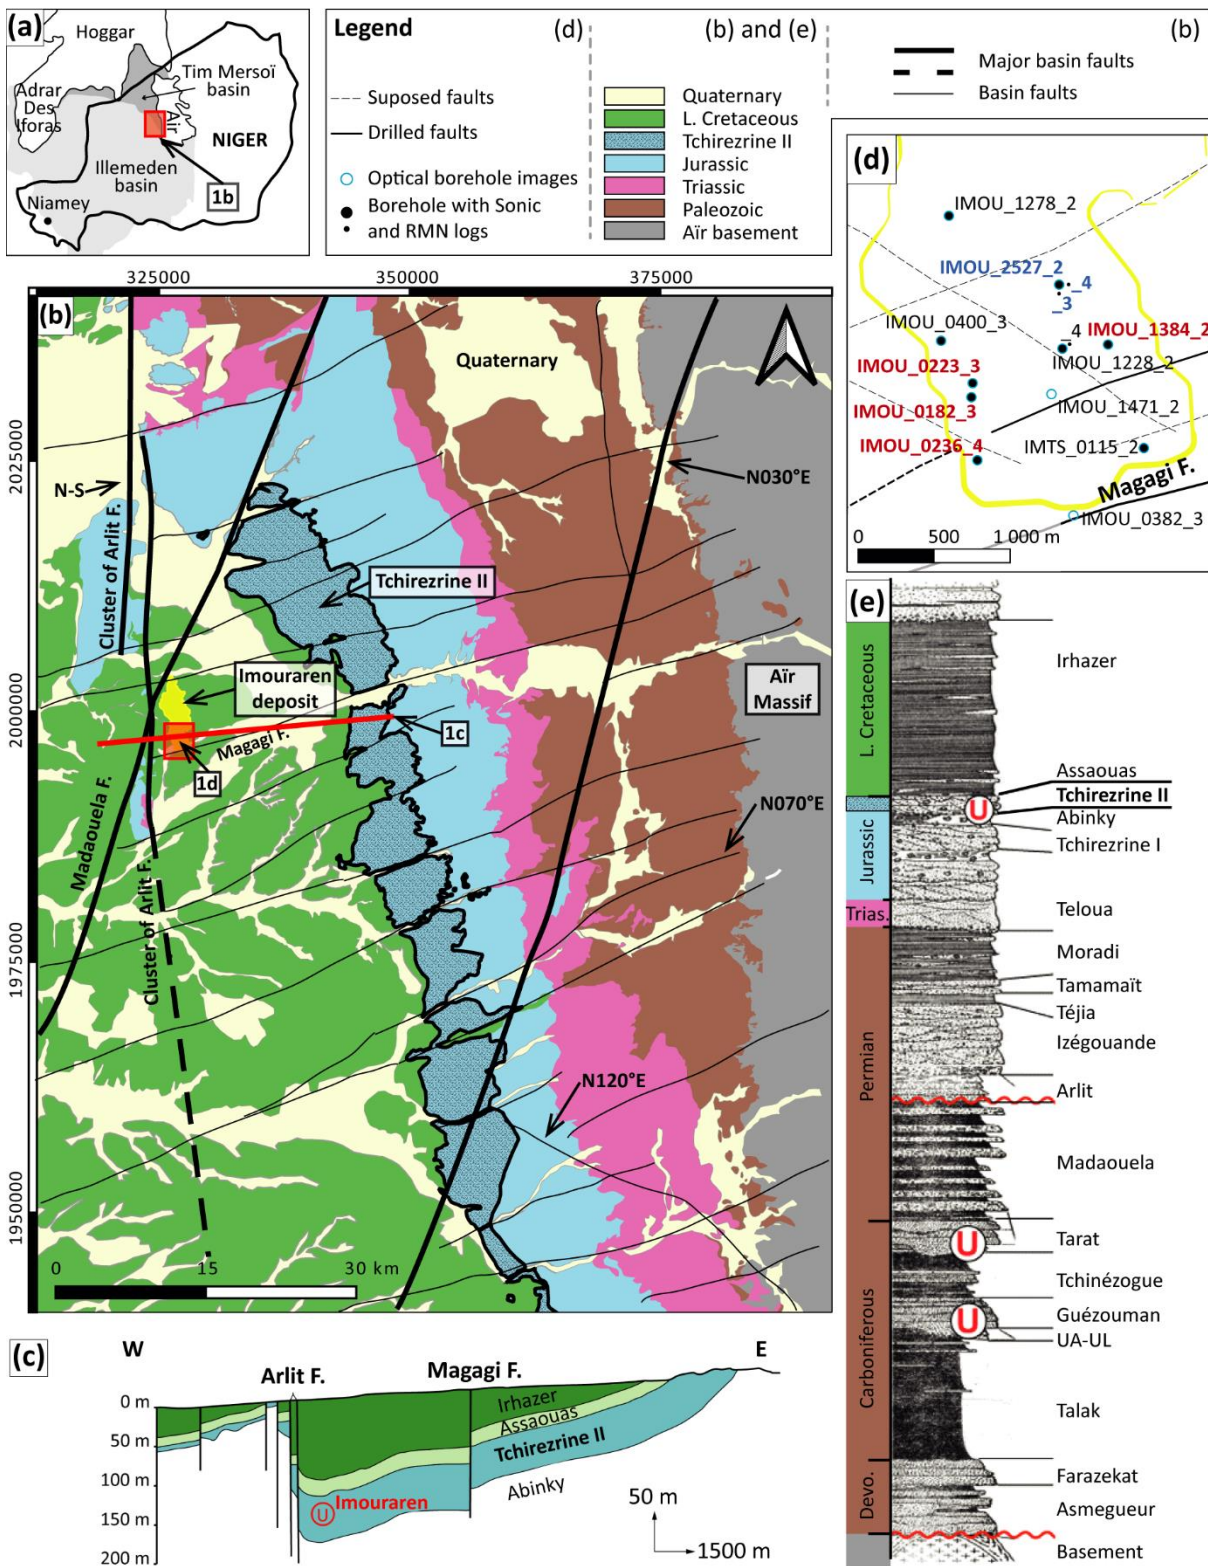 (a)
Hoggar
Tim Mersoï
basin
Adrar
Des
Iforas
Aïr
NIGER
Illemeden
basin
1b
Niamey
Legend
(d)
(b) and (e)
(b)
Suposed faults
Drilled faults
Optical borehole images
Borehole with Sonic
and RMN logs
Quaternary
L. Cretaceous
Tchirezrine II
Jurassic
Triassic
Paleozoic
Aïr basement
Major basin faults
Basin faults
(b)
325000
350000
375000
2025000
2000000
1975000
1950000
Quaternary
N-S
N030°E
Cluster of Arlit F.
Tchirezrine II
Imouraren
deposit
Aïr
Massif
1c
Magagi F.
1d
Madaouela F.
N070°E
Cluster of Arlit F.
N120°E
0
15
30 km
(c)
W
E
Arlit F.
Magagi F.
0 m
50 m
100 m
150 m
200 m
Irhazer
Assaouas
Tchirezrine II
Abinky
U
Imouraren
50 m
1500 m
(d)
IMOU_1278_2
IMOU_2527_2
_4
_3
IMOU_0400_3
_4
IMOU_1384_2
IMOU_1228_2
IMOU_0223_3
IMOU_0182_3
IMOU_1471_2
IMOU_0236_4
IMTS_0115_2
Magagi F.
IMOU_0382_3
0
500
1 000 m
(e)
L. Cretaceous
Jurassic
Trias.
Permian
Carboniferous
Devo.
Irhazer
Assaouas
Tchirezrine II
U
Abinky
Tchirezrine I
Teloua
Moradi
Tamamaït
Téjia
Izégouande
Arlit
Madaouela
U
Tarat
Tchinézogue
U
Guézouman
UA-UL
Talak
Farazekat
Asmegueur
Basement